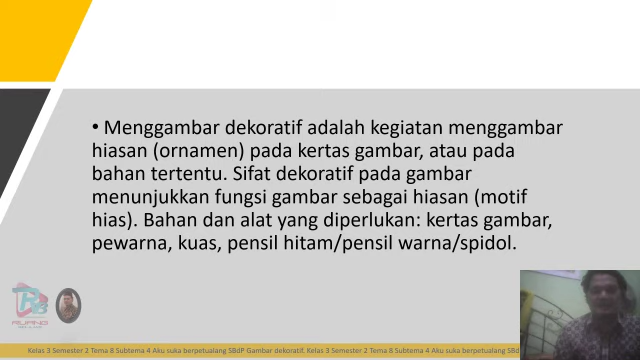 • Menggambar dekoratif adalah kegiatan menggambar
hiasan (ornamen) pada kertas gambar, atau pada
bahan tertentu. Sifat dekoratif pada gambar
menunjukkan fungsi gambar sebagai hiasan (motif
hias). Bahan dan alat yang diperlukan: kertas gambar,
pewarna, kuas, pensil hitam/pensil warna/spidol.
RUANG
Kelas 3 Semester 2 Tema 8 Subtema 4 Aku suka berpetualang SBdP Gambar dekoratif. Kelas 3 Semester 2 Tema 8 Subtema 4 Aku suka berpetualang SBd